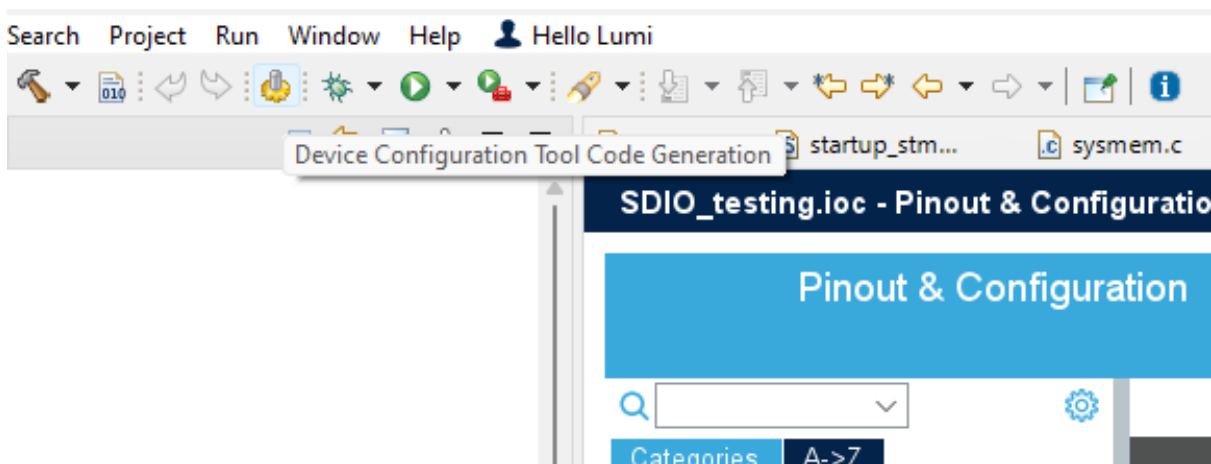 Search Project Run Window Help Hello Lumi
010
Device Configuration Tool Code Generation
startup_stm... .c sysmem.c
SDIO_testing.ioc - Pinout & Configuratio
Pinout & Configuration
Categories A->Z